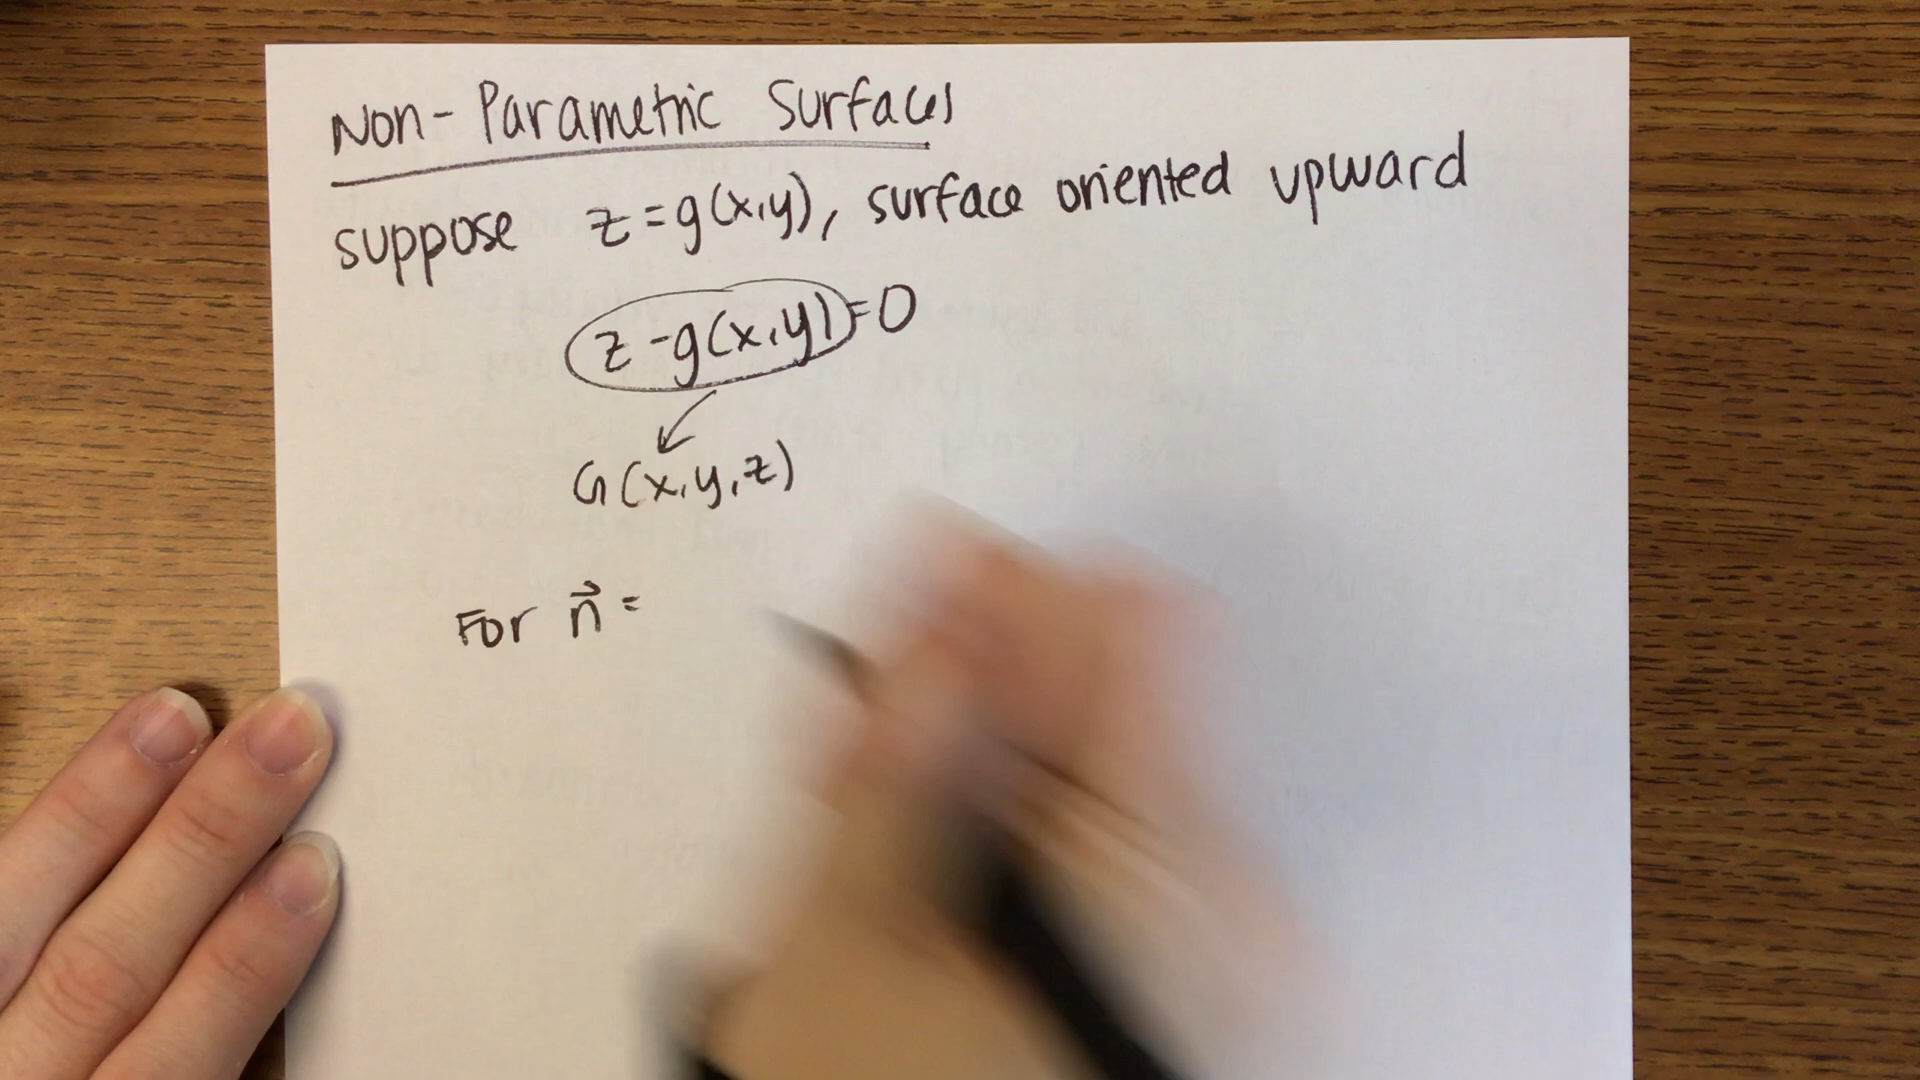 Non-Parametric Surfaces
suppose z=g(x,y), surface oriented upward
z-g(x,y)=0
G(x,y,z)
For n⃗ =